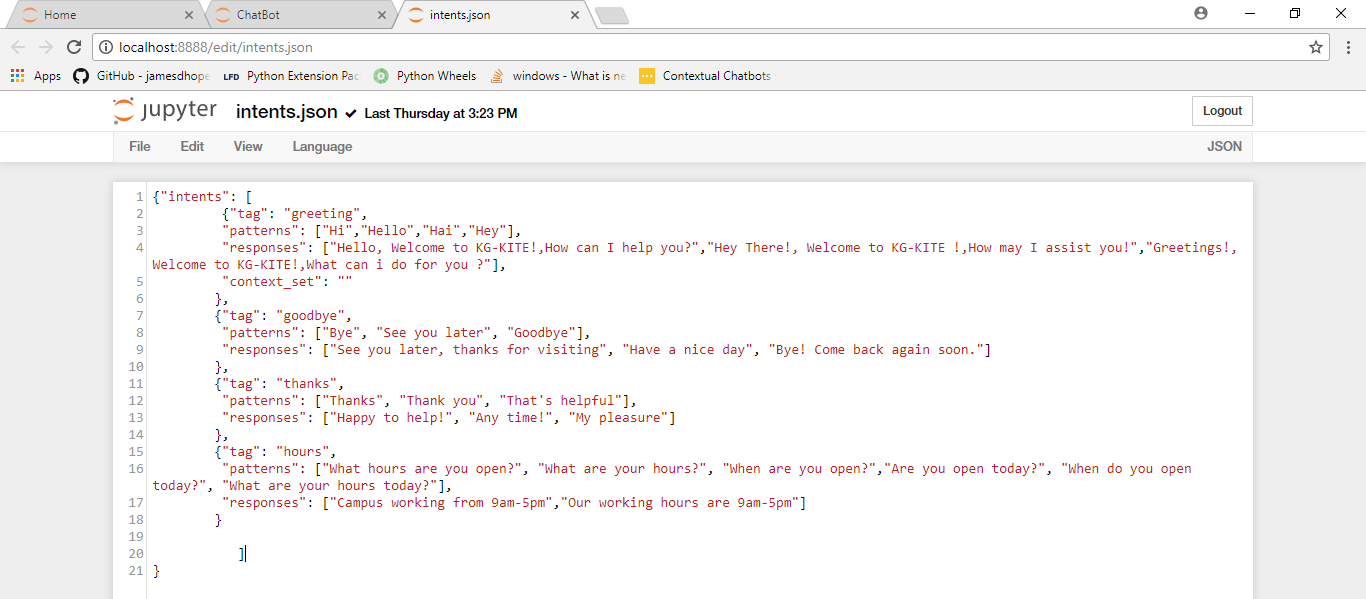 Home
ChatBot
intents.json
localhost:8888/edit/intents.json
Apps
GitHub - jamesdhope
LFD Python Extension Pac
Python Wheels
windows - What is ne
Contextual Chatbots
jupyter intents.json Last Thursday at 3:23 PM
Logout
File Edit View Language
JSON
1 {"intents": [
2 {"tag": "greeting",
3 "patterns": ["Hi","Hello","Hai","Hey"],
4 "responses": ["Hello, Welcome to KG-KITE!,How can I help you?","Hey There!, Welcome to KG-KITE !,How may I assist you!","Greetings!,
Welcome to KG-KITE!,What can i do for you ?"],
5 "context_set": ""
6 },
7 {"tag": "goodbye",
8 "patterns": ["Bye", "See you later", "Goodbye"],
9 "responses": ["See you later, thanks for visiting", "Have a nice day", "Bye! Come back again soon."]
10 },
11 {"tag": "thanks",
12 "patterns": ["Thanks", "Thank you", "That's helpful"],
13 "responses": ["Happy to help!", "Any time!", "My pleasure"]
14 },
15 {"tag": "hours",
16 "patterns": ["What hours are you open?", "What are your hours?", "When are you open?","Are you open today?", "When do you open
today?", "What are your hours today?"],
17 "responses": ["Campus working from 9am-5pm","Our working hours are 9am-5pm"]
18 }
19
20 ]
21 }